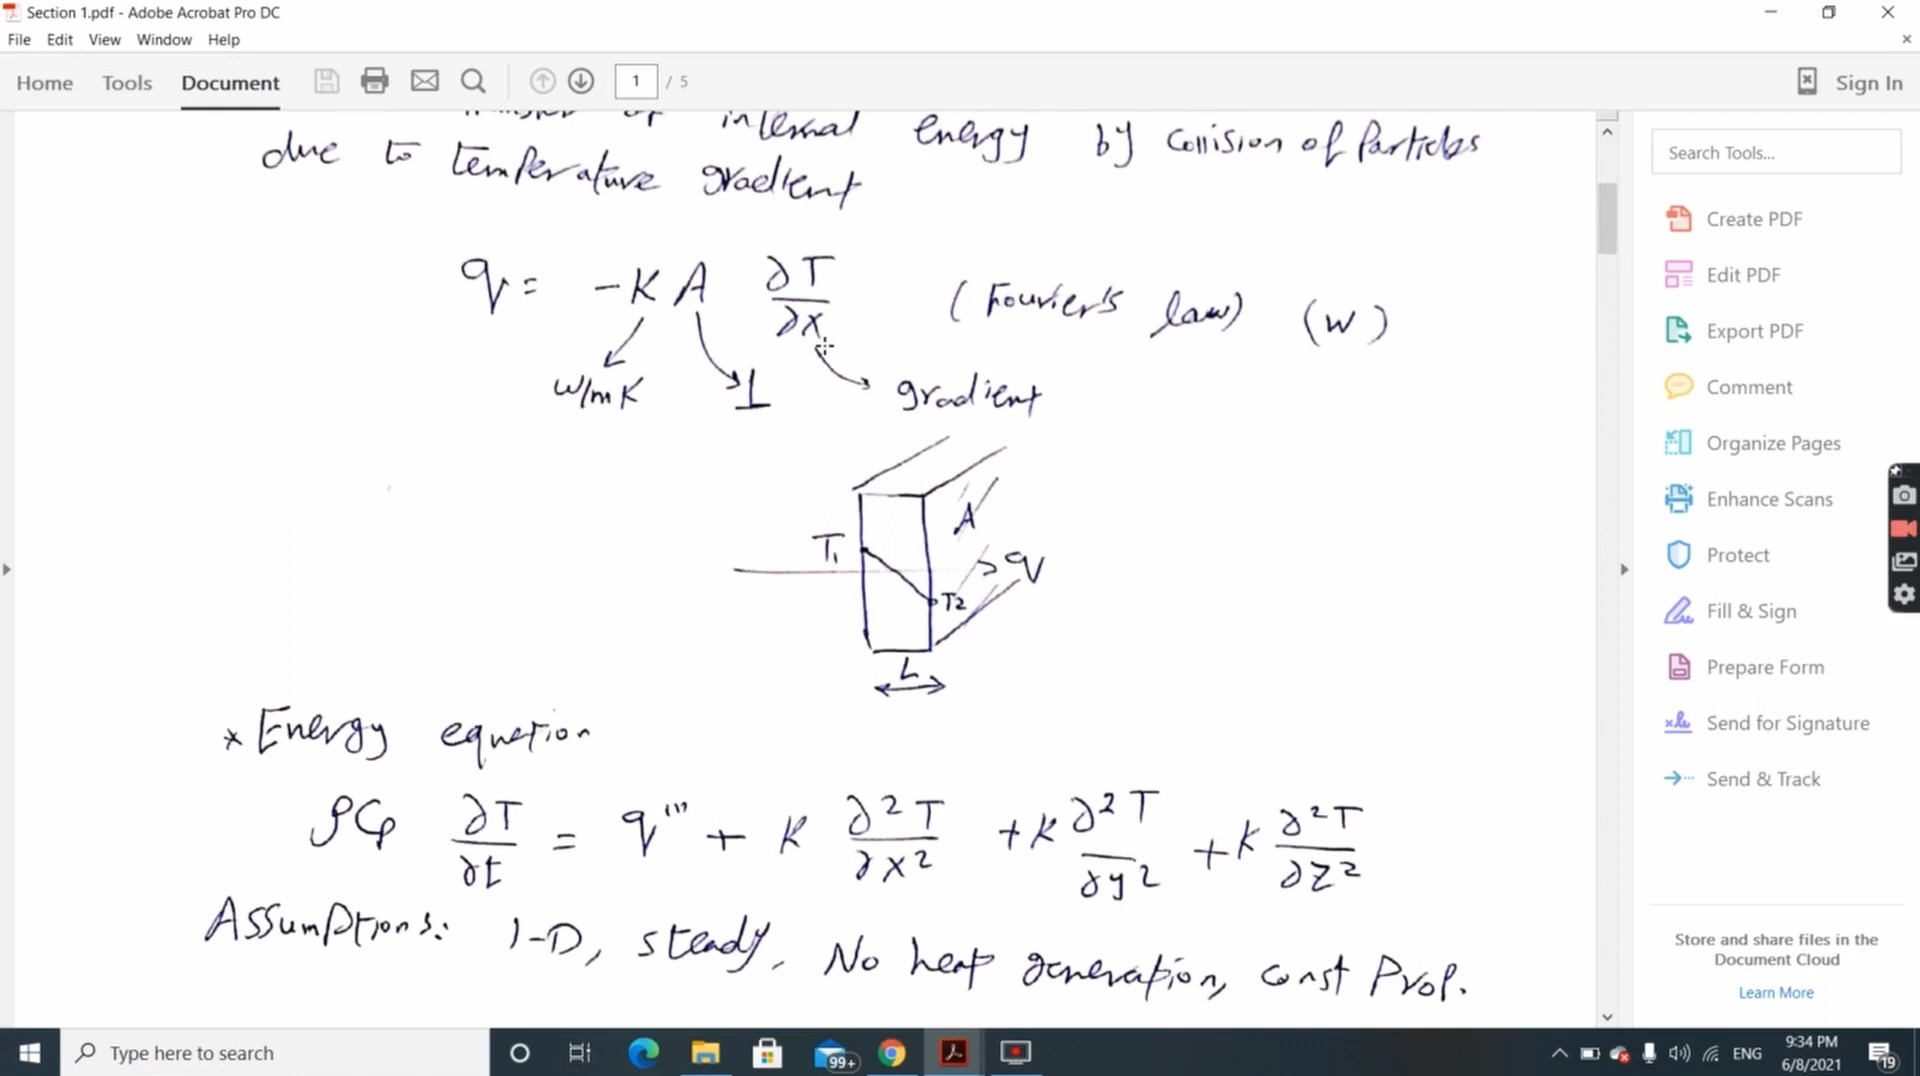 Section 1.pdf - Adobe Acrobat Pro DC
File Edit View Window Help
Home Tools Document 1 / 5 Sign In
of internal energy by collision of Particles
due to temperature gradient
q = -K A ∂T/∂x (Fourier's law) (W)
W/mK ⊥ gradient
A
T1
q
T2
L
* Energy equation
ρCp ∂T/∂t = q''' + K ∂²T/∂x² + K ∂²T/∂y² + K ∂²T/∂z²
Assumptions: 1-D, steady, No heat generation, const Prop.
Search Tools...
Create PDF
Edit PDF
Export PDF
Comment
Organize Pages
Enhance Scans
Protect
Fill & Sign
Prepare Form
Send for Signature
Send & Track
Store and share files in the
Document Cloud
Learn More
Type here to search
99+
ENG
9:34 PM
6/8/2021
19